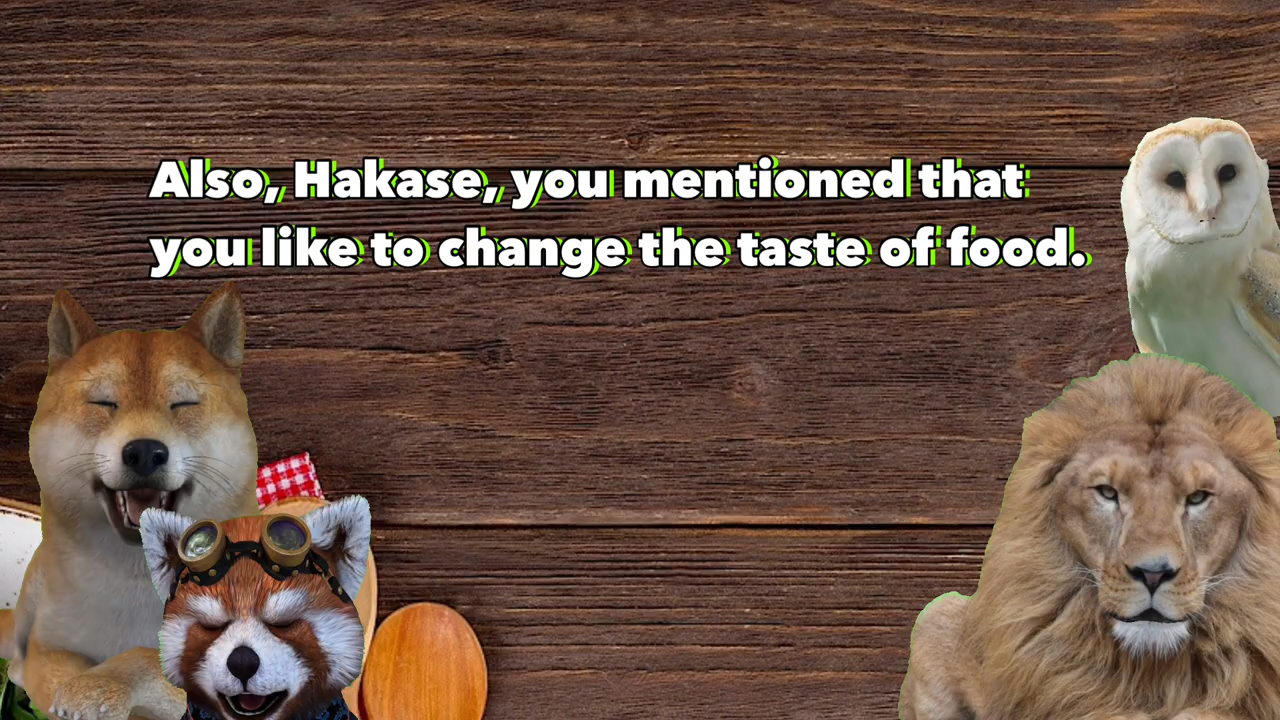 Also, Hakase, you mentioned that
you like to change the taste of food.